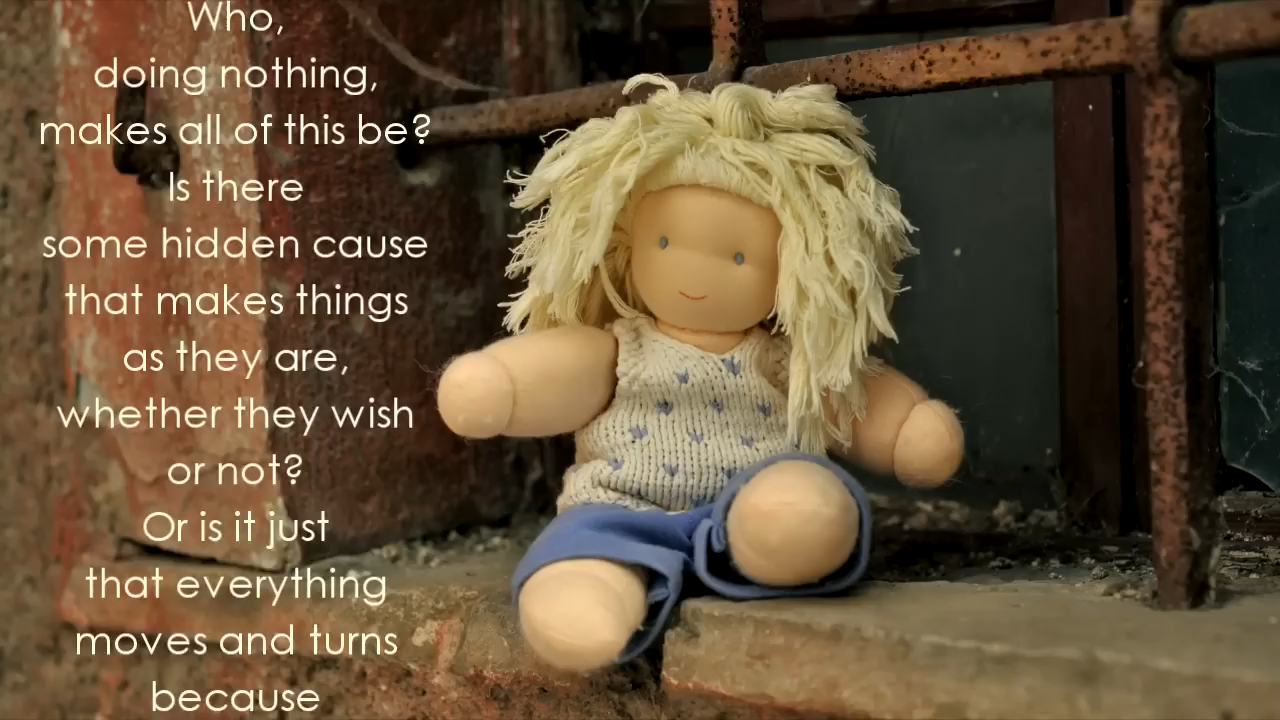 Who,
doing nothing,
makes all of this be?
Is there
some hidden cause
that makes things
as they are,
whether they wish
or not?
Or is it just
that everything
moves and turns
because